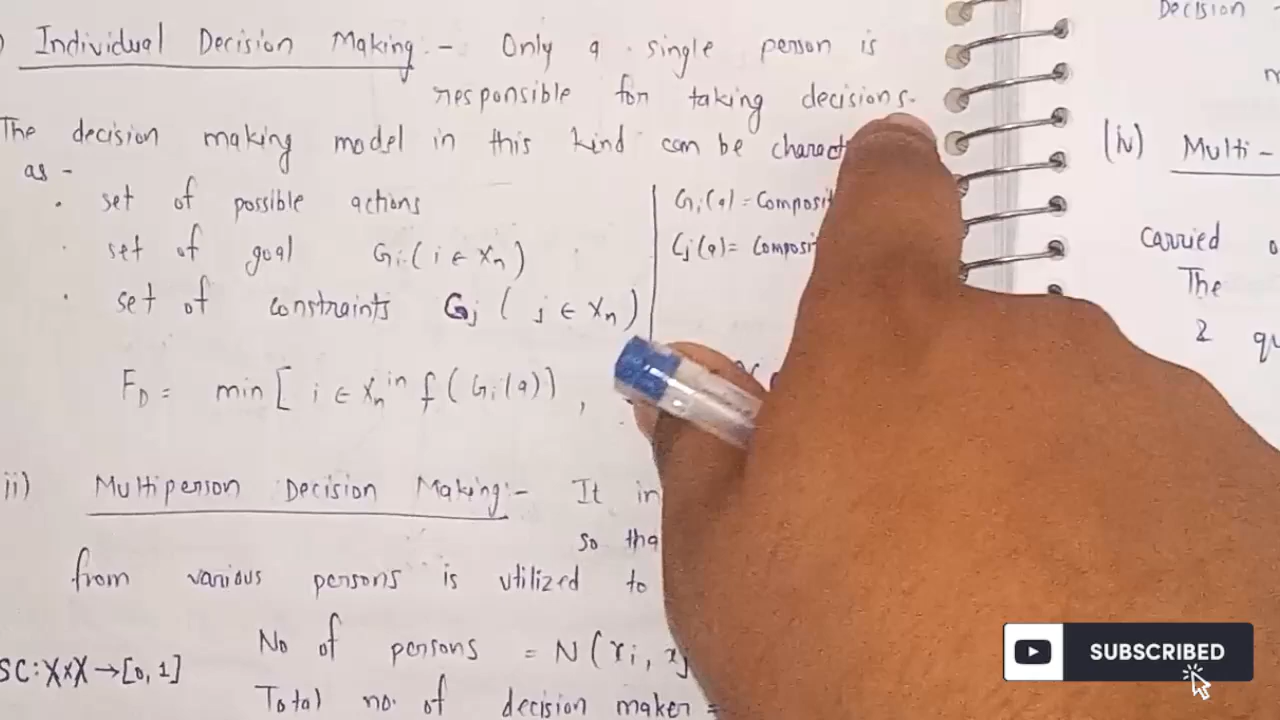 ) Individual Decision Making :- Only a single person is
responsible for taking decisions.
The decision making model in this kind can be charact
as -
• set of possible actions
• set of goal Gi (i ∈ Xn)
• set of constraints Gj ( j ∈ Xn )
Gi(a) = Composit
Cj(a) = Composit
FD = min [ i ∈ Xn in f ( Gi(a) ) ,
ii) Multiperson Decision Making :- It in
so tha
from various persons is utilized to
No of persons = N ( xi , xj
SC : X×X → [0, 1]
Total no. of decision maker =
Decision -
(iv) Multi -
Carried
The
2 qu
SUBSCRIBED